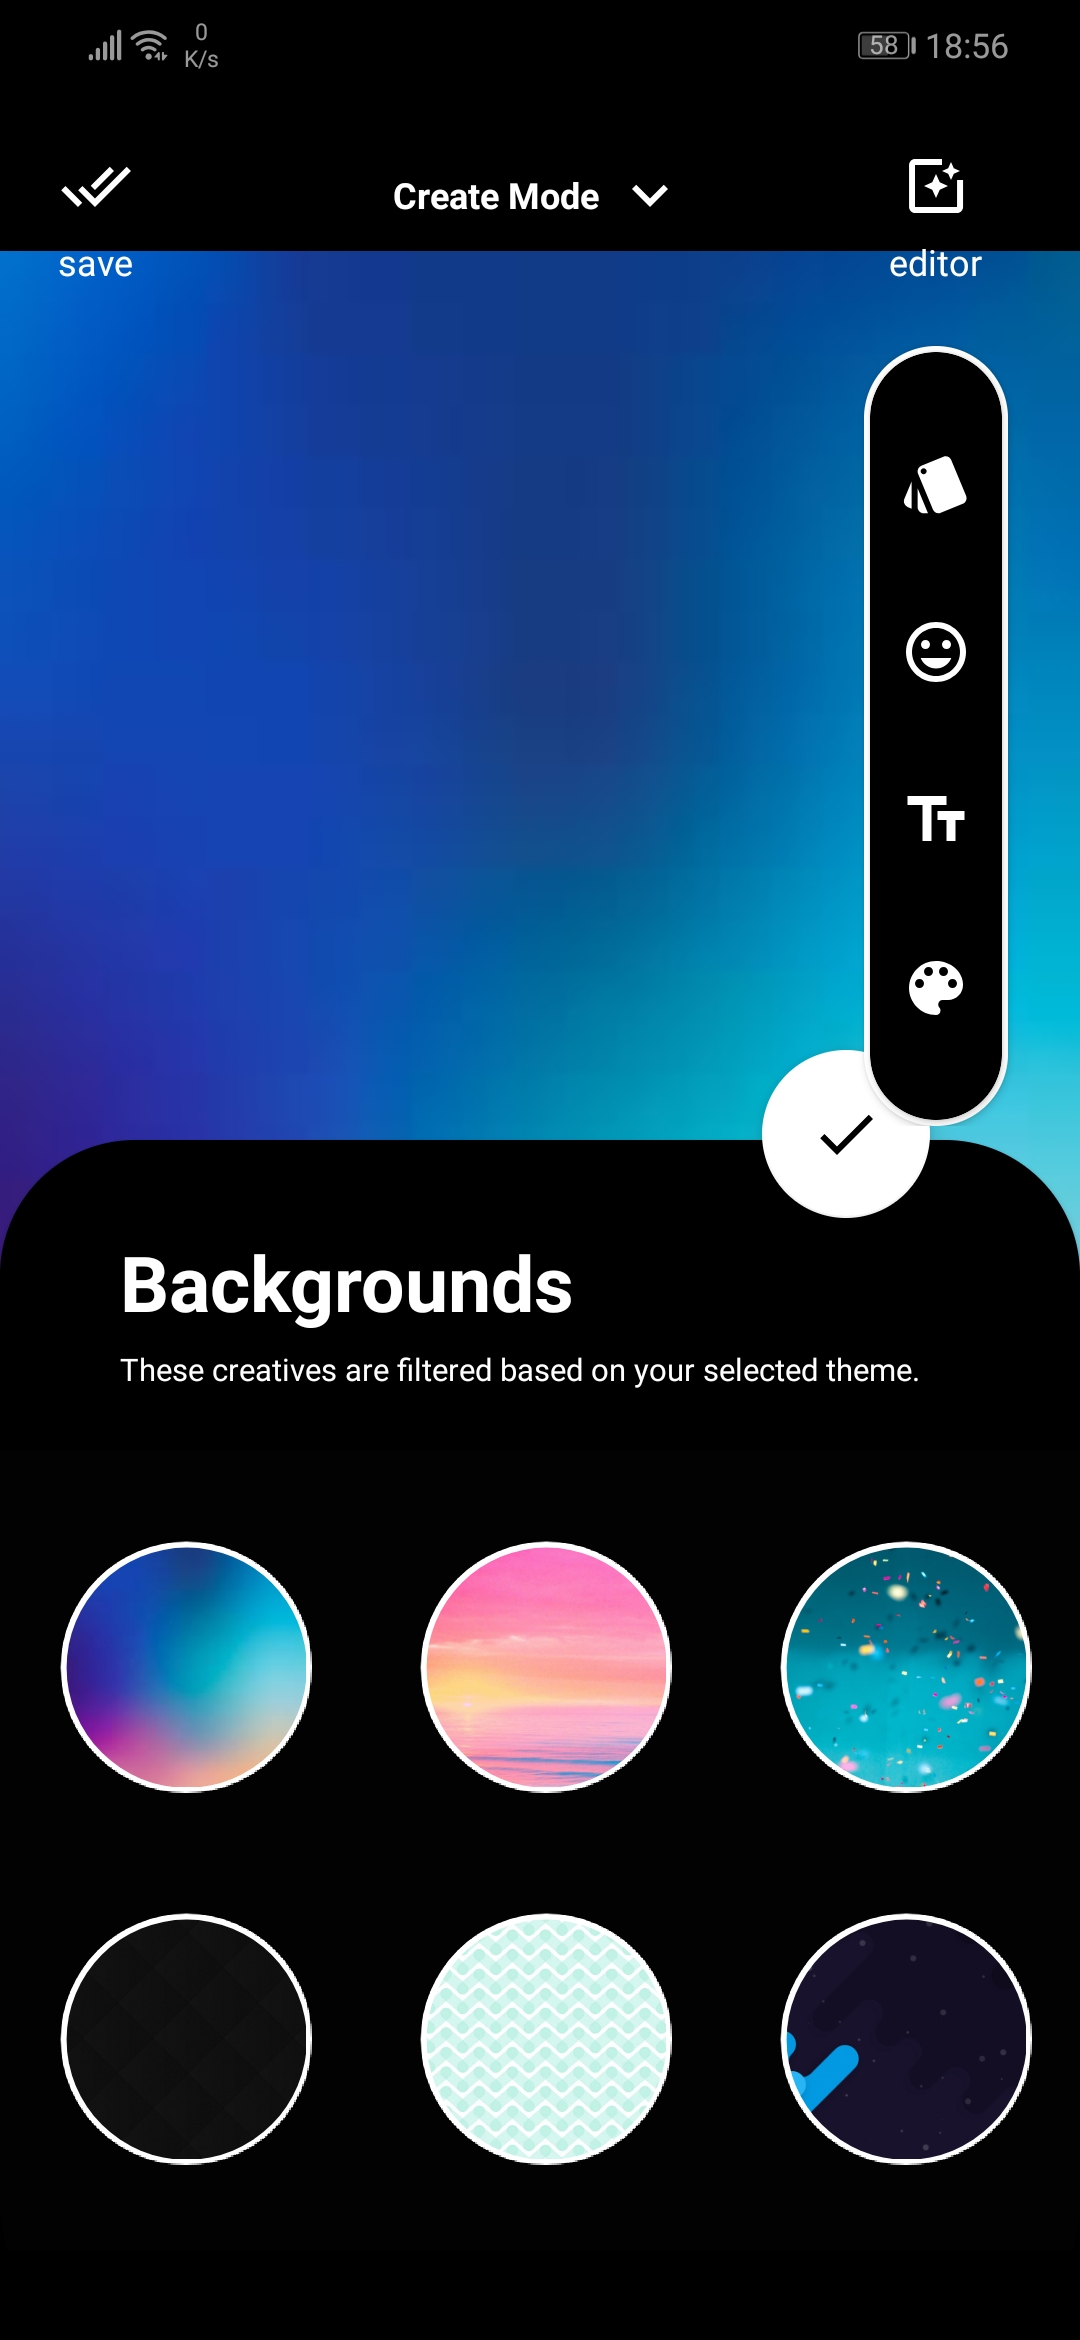 0
K/s
58
18:56
Create Mode
save
editor
Backgrounds
These creatives are filtered based on your selected theme.